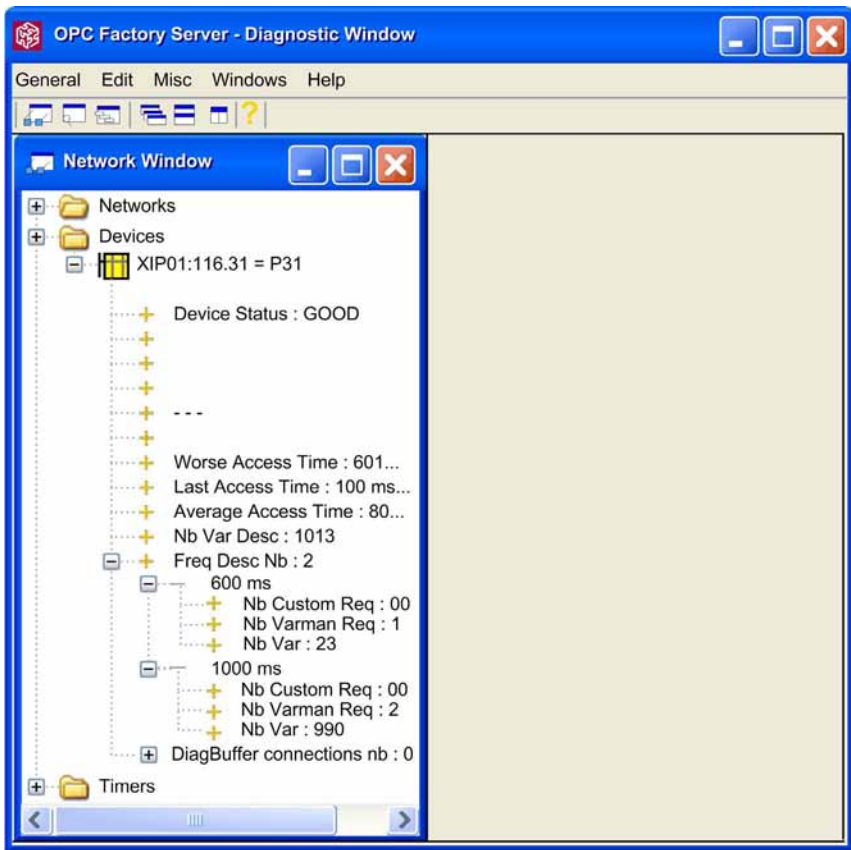 OPC Factory Server - Diagnostic Window
General Edit Misc Windows Help
Network Window
Networks
Devices
XIP01:116.31 = P31
Device Status : GOOD
- - -
Worse Access Time : 601...
Last Access Time : 100 ms...
Average Access Time : 80...
Nb Var Desc : 1013
Freq Desc Nb : 2
600 ms
Nb Custom Req : 00
Nb Varman Req : 1
Nb Var : 23
1000 ms
Nb Custom Req : 00
Nb Varman Req : 2
Nb Var : 990
DiagBuffer connections nb : 0
Timers